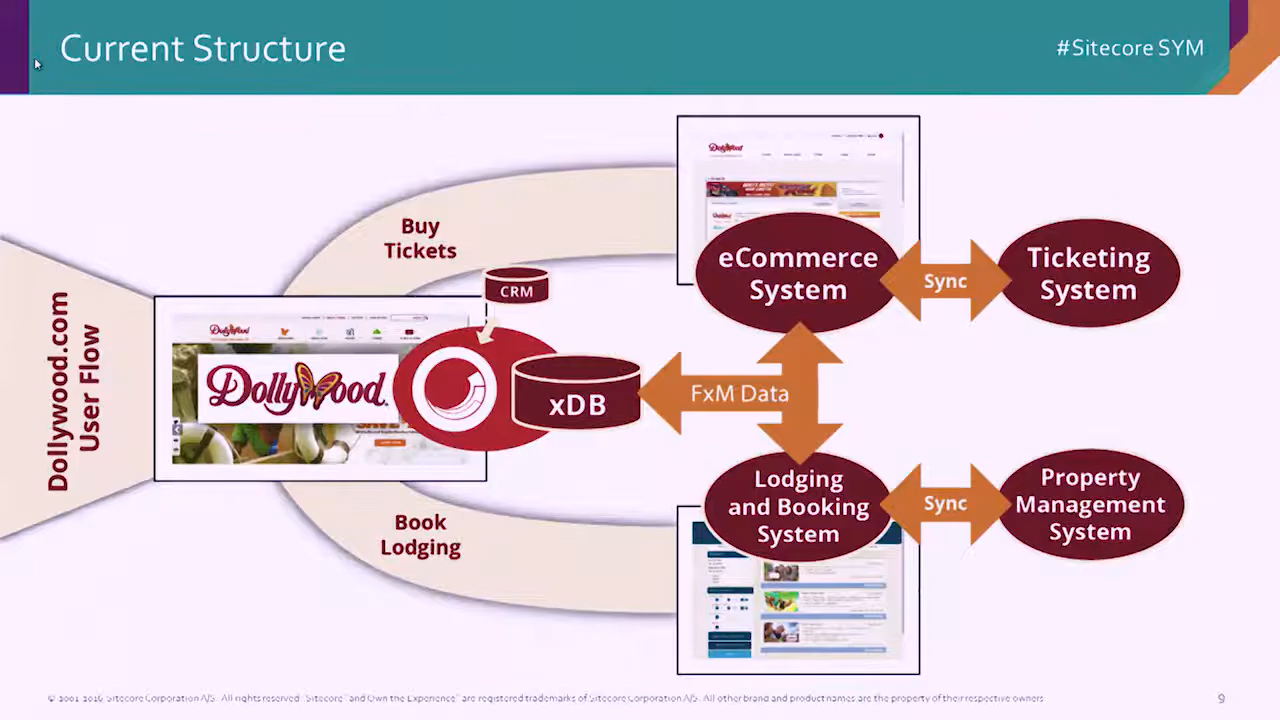 Current Structure
#Sitecore SYM
Buy
Tickets
eCommerce
System
Sync
Ticketing
System
CRM
Dollywood.com
User Flow
Dollywood
Dollywood
Dollywood
xDB
FxM Data
Book
Lodging
Lodging
and Booking
System
Sync
Property
Management
System
© 2001-2016 Sitecore Corporation A/S. All rights reserved. Sitecore® and Own the Experience® are registered trademarks of Sitecore Corporation A/S. All other brand and product names are the property of their respective owners.
9